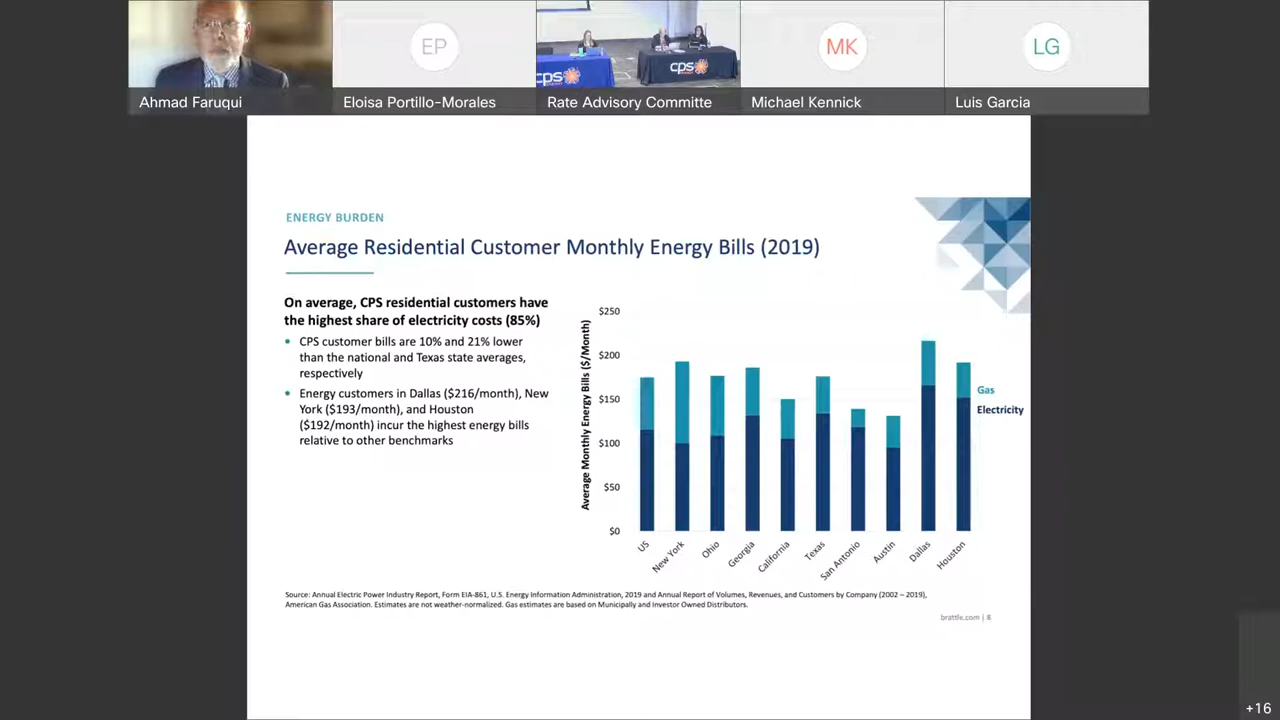 EP
MK
LG
cps
cps
Ahmad Faruqui
Eloisa Portillo-Morales
Rate Advisory Committe
Michael Kennick
Luis Garcia
ENERGY BURDEN
Average Residential Customer Monthly Energy Bills (2019)
On average, CPS residential customers have
the highest share of electricity costs (85%)
• CPS customer bills are 10% and 21% lower
than the national and Texas state averages,
respectively
• Energy customers in Dallas ($216/month), New
York ($193/month), and Houston
($192/month) incur the highest energy bills
relative to other benchmarks
Average Monthly Energy Bills ($/Month)
$250
$200
$150
$100
$50
$0
Gas
Electricity
US
New York
Ohio
Georgia
California
Texas
San Antonio
Austin
Dallas
Houston
Source: Annual Electric Power Industry Report, Form EIA-861, U.S. Energy Information Administration, 2019 and Annual Report of Volumes, Revenues, and Customers by Company (2002 – 2019),
American Gas Association. Estimates are not weather-normalized. Gas estimates are based on Municipally and Investor Owned Distributors.
brattle.com | 8
+16